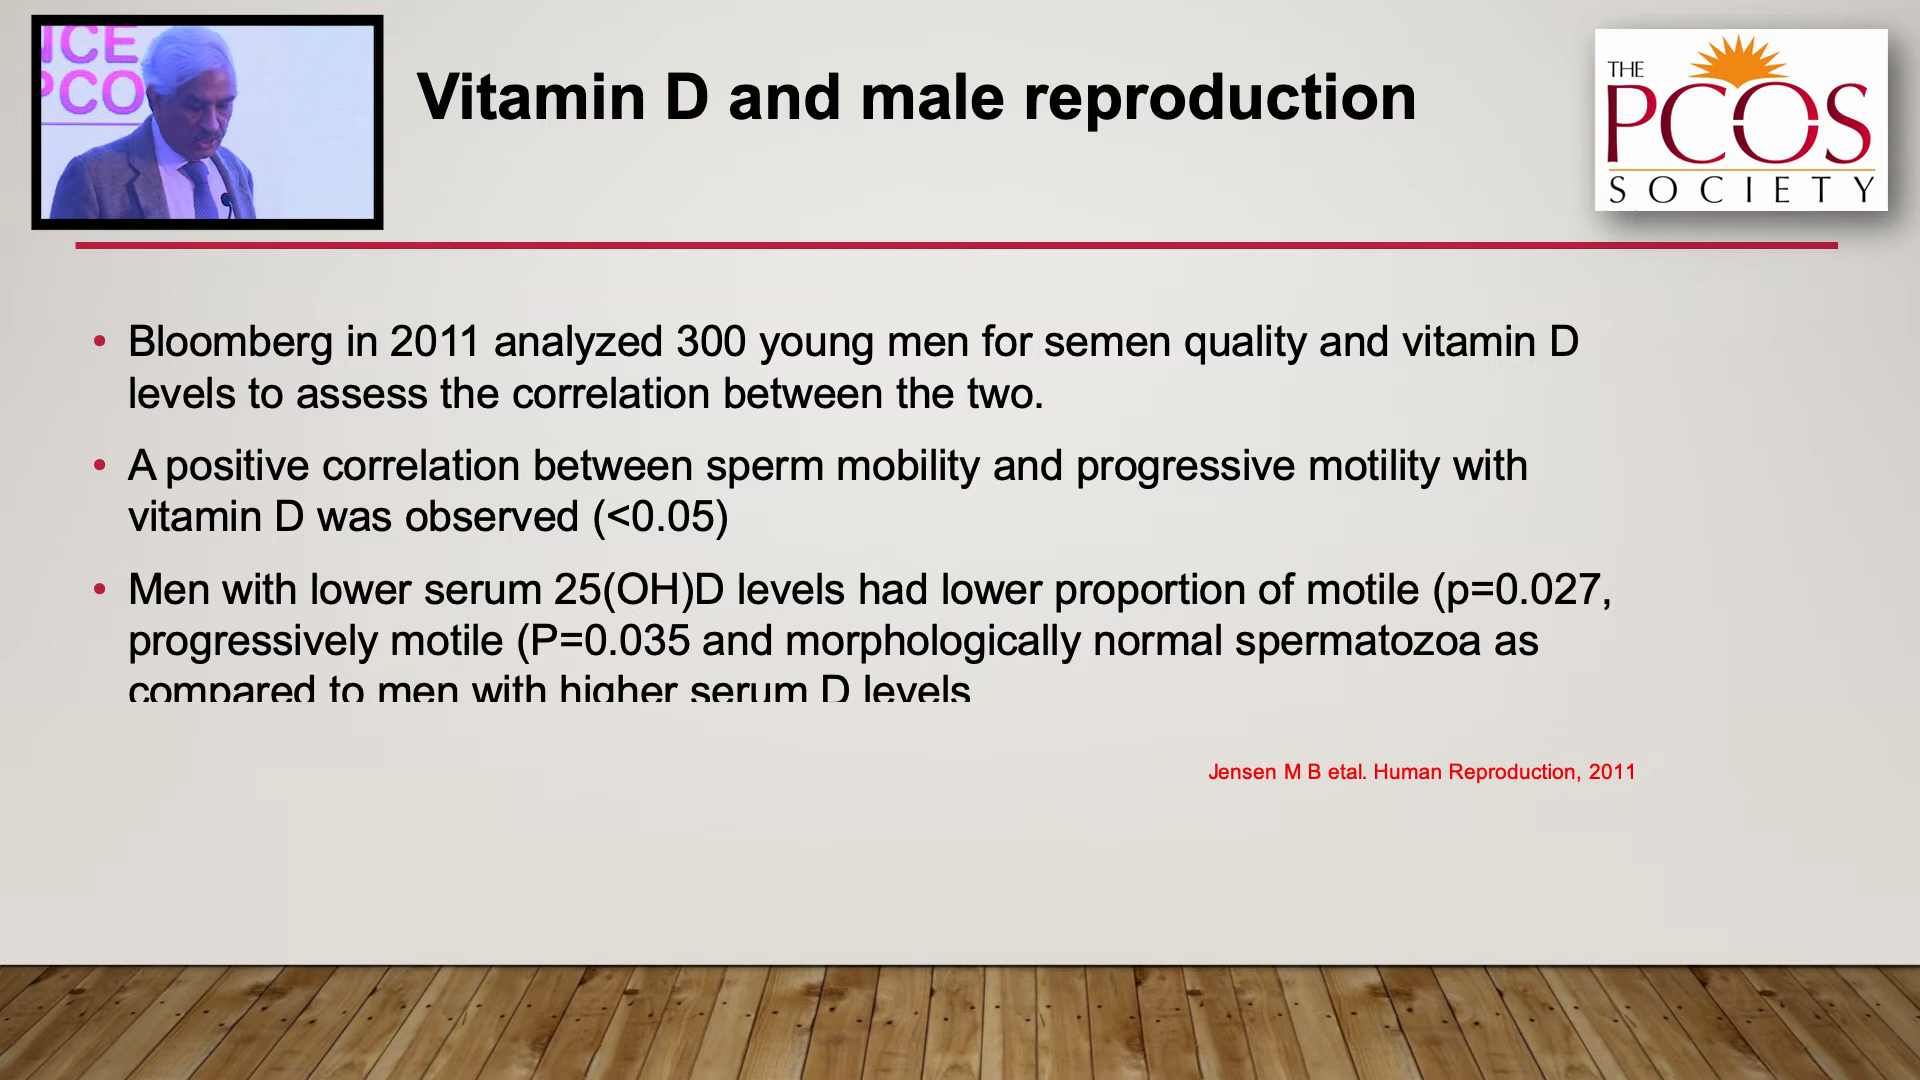 ICE
PCO
Vitamin D and male reproduction
THE
PCOS
SOCIETY
• Bloomberg in 2011 analyzed 300 young men for semen quality and vitamin D
levels to assess the correlation between the two.
• A positive correlation between sperm mobility and progressive motility with
vitamin D was observed (<0.05)
• Men with lower serum 25(OH)D levels had lower proportion of motile (p=0.027,
progressively motile (P=0.035 and morphologically normal spermatozoa as
compared to men with higher serum D levels
Jensen M B etal. Human Reproduction, 2011